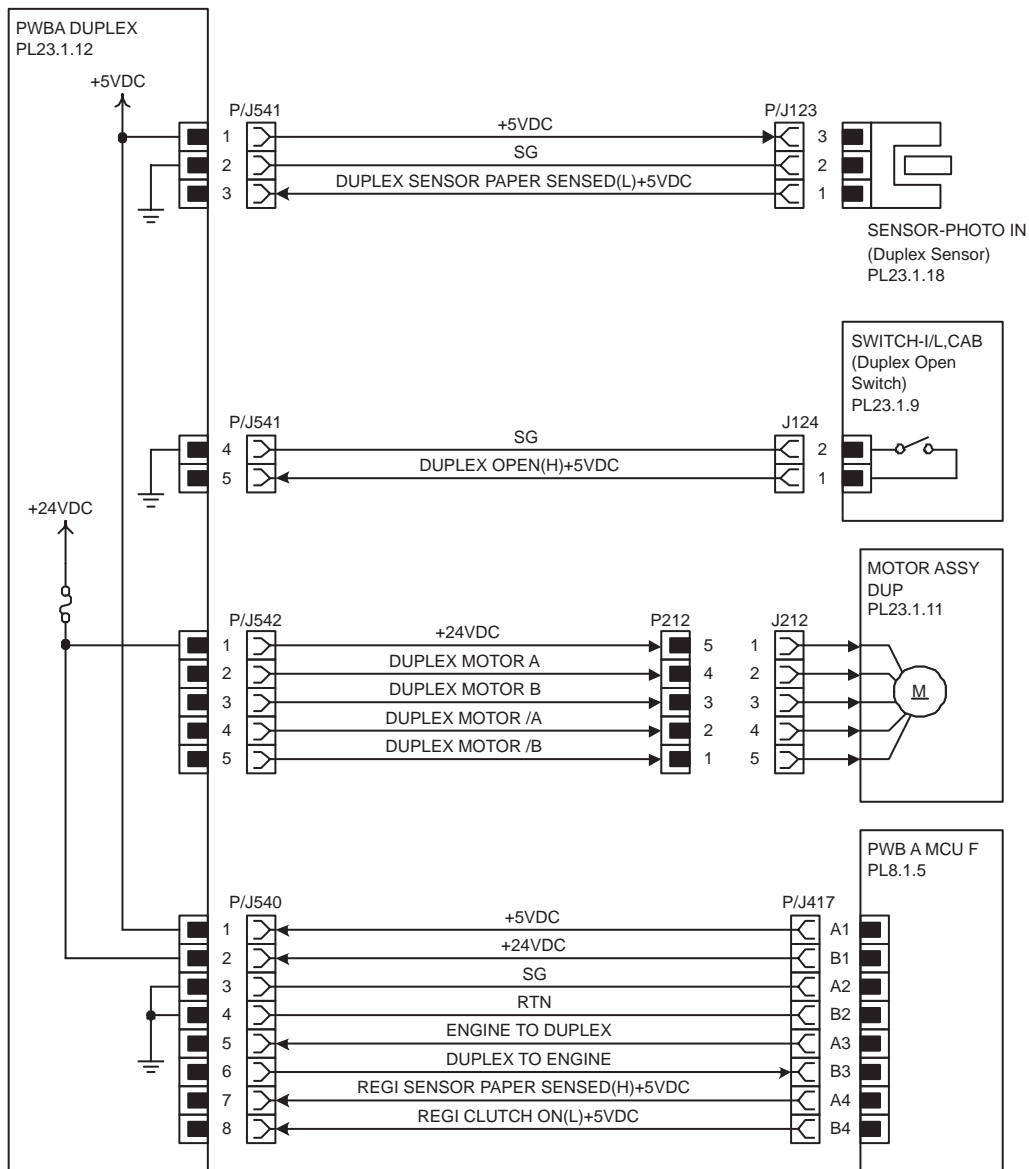 PWBA DUPLEX
PL23.1.12
+5VDC
P/J541
P/J123
1 +5VDC 3
2 SG 2
3 DUPLEX SENSOR PAPER SENSED(L)+5VDC 1
SENSOR-PHOTO IN
(Duplex Sensor)
PL23.1.18
SWITCH-I/L,CAB
(Duplex Open
Switch)
PL23.1.9
P/J541
J124
4 SG 2
5 DUPLEX OPEN(H)+5VDC 1
+24VDC
MOTOR ASSY
DUP
PL23.1.11
P/J542
P212
J212
1 +24VDC 5 1
2 DUPLEX MOTOR A 4 2
3 DUPLEX MOTOR B 3 3
4 DUPLEX MOTOR /A 2 4
5 DUPLEX MOTOR /B 1 5
M
PWB A MCU F
PL8.1.5
P/J540
P/J417
1 +5VDC A1
2 +24VDC B1
3 SG A2
4 RTN B2
5 ENGINE TO DUPLEX A3
6 DUPLEX TO ENGINE B3
7 REGI SENSOR PAPER SENSED(H)+5VDC A4
8 REGI CLUTCH ON(L)+5VDC B4